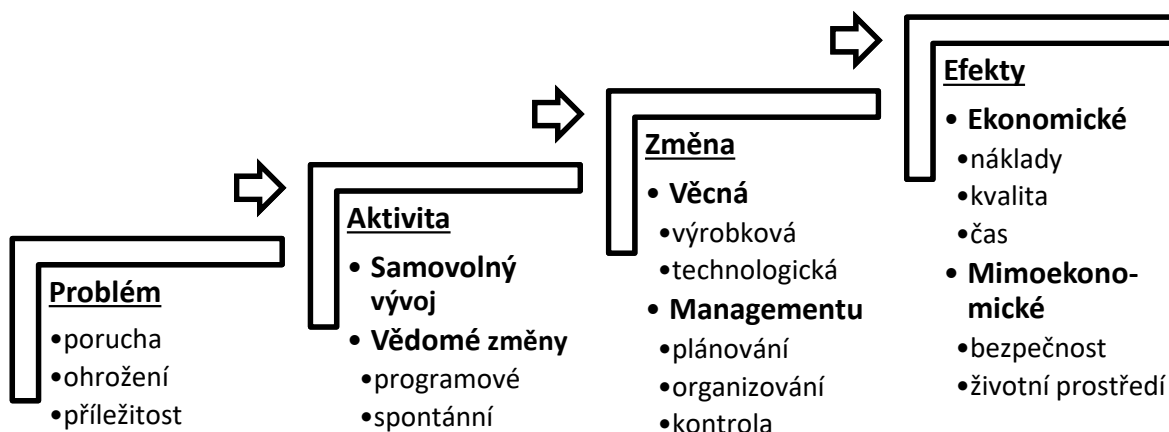 Problém
•porucha
•ohrožení
•příležitost
Aktivita
• Samovolný
vývoj
• Vědomé změny
•programové
•spontánní
Změna
• Věcná
•výrobková
•technologická
• Managementu
•plánování
•organizování
•kontrola
Efekty
• Ekonomické
•náklady
•kvalita
•čas
• Mimoekono-
mické
•bezpečnost
•životní prostředí